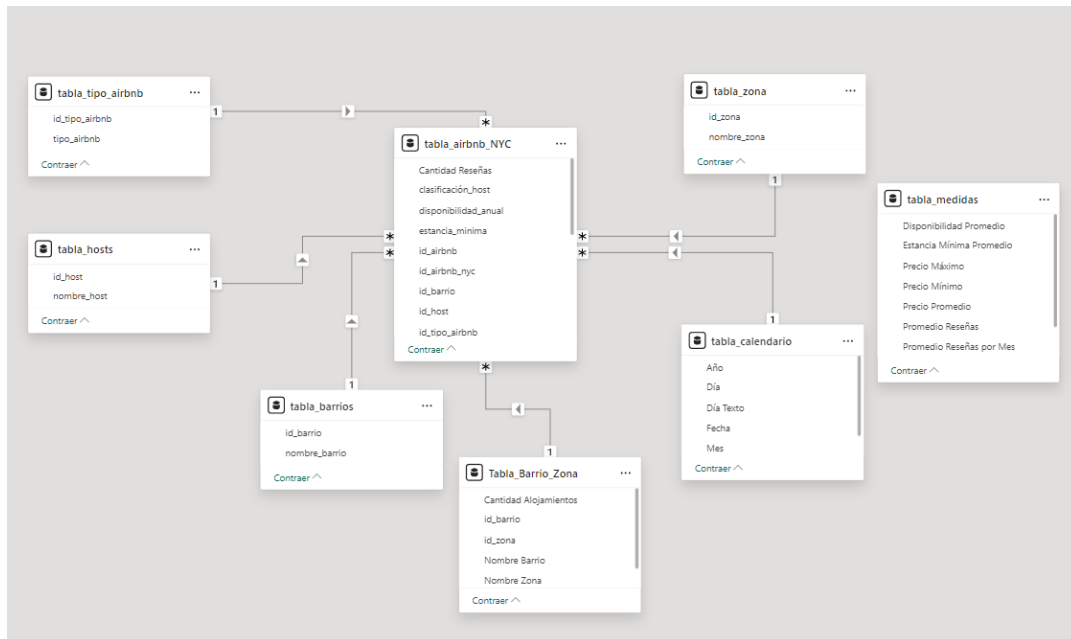 tabla_tipo_airbnb
id_tipo_airbnb
tipo_airbnb
Contraer
1
*
tabla_airbnb_NYC
Cantidad Reseñas
clasificación_host
disponibilidad_anual
estancia_minima
id_airbnb
id_airbnb_nyc
id_barrio
id_host
id_tipo_airbnb
Contraer
*
*
*
*
*
tabla_zona
id_zona
nombre_zona
Contraer
1
tabla_medidas
Disponibilidad Promedio
Estancia Mínima Promedio
Precio Máximo
Precio Mínimo
Precio Promedio
Promedio Reseñas
Promedio Reseñas por Mes
Contraer
tabla_hosts
id_host
nombre_host
Contraer
1
1
tabla_calendario
Año
Día
Día Texto
Fecha
Mes
Contraer
1
tabla_barrios
id_barrio
nombre_barrio
Contraer
1
Tabla_Barrio_Zona
Cantidad Alojamientos
id_barrio
id_zona
Nombre Barrio
Nombre Zona
Contraer